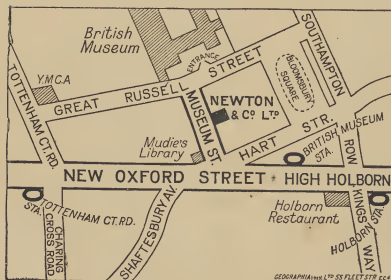 British
Museum
ENTRANCE
STREET
SOUTHAMPTON
Y.M.C.A
GREAT RUSSELL
BLOOMSBURY
SQUARE
TOTTENHAM CT. RD.
NEWTON
& Co LTD
MUSEUM ST.
Mudie's
Library
HART STR.
BRITISH MUSEUM
STA.
ROW
NEW OXFORD STREET
HIGH HOLBORN
Holborn
Restaurant
KINGS WAY
HOLBORN
STA.
TOTTENHAM CT. RD.
STA.
CHARING
CROSS ROAD
SHAFTESBURY AV.
GEOGRAPHIA LTD 55 FLEET STR. E.C.4